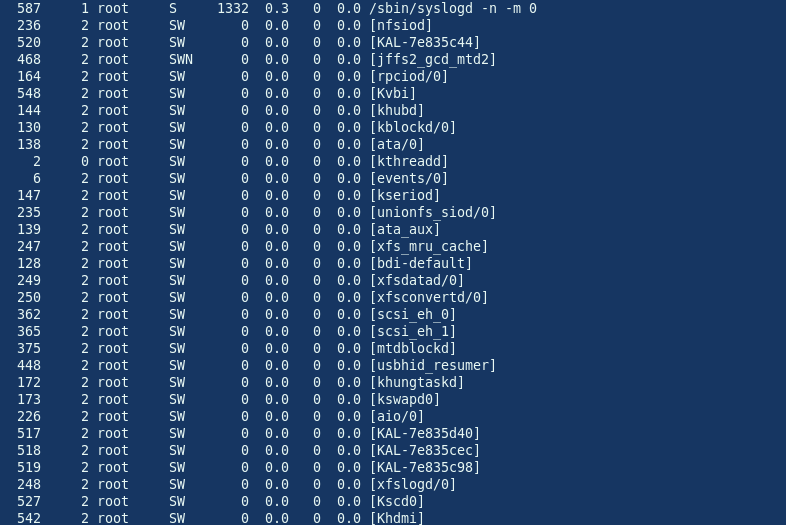 587 1 root S 1332 0.3 0 0.0 /sbin/syslogd -n -m 0
236 2 root SW 0 0.0 0 0.0 [nfsiod]
520 2 root SW 0 0.0 0 0.0 [KAL-7e835c44]
468 2 root SWN 0 0.0 0 0.0 [jffs2_gcd_mtd2]
164 2 root SW 0 0.0 0 0.0 [rpciod/0]
548 2 root SW 0 0.0 0 0.0 [Kvbi]
144 2 root SW 0 0.0 0 0.0 [khubd]
130 2 root SW 0 0.0 0 0.0 [kblockd/0]
138 2 root SW 0 0.0 0 0.0 [ata/0]
2 0 root SW 0 0.0 0 0.0 [kthreadd]
6 2 root SW 0 0.0 0 0.0 [events/0]
147 2 root SW 0 0.0 0 0.0 [kseriod]
235 2 root SW 0 0.0 0 0.0 [unionfs_siod/0]
139 2 root SW 0 0.0 0 0.0 [ata_aux]
247 2 root SW 0 0.0 0 0.0 [xfs_mru_cache]
128 2 root SW 0 0.0 0 0.0 [bdi-default]
249 2 root SW 0 0.0 0 0.0 [xfsdatad/0]
250 2 root SW 0 0.0 0 0.0 [xfsconvertd/0]
362 2 root SW 0 0.0 0 0.0 [scsi_eh_0]
365 2 root SW 0 0.0 0 0.0 [scsi_eh_1]
375 2 root SW 0 0.0 0 0.0 [mtdblockd]
448 2 root SW 0 0.0 0 0.0 [usbhid_resumer]
172 2 root SW 0 0.0 0 0.0 [khungtaskd]
173 2 root SW 0 0.0 0 0.0 [kswapd0]
226 2 root SW 0 0.0 0 0.0 [aio/0]
517 2 root SW 0 0.0 0 0.0 [KAL-7e835d40]
518 2 root SW 0 0.0 0 0.0 [KAL-7e835cec]
519 2 root SW 0 0.0 0 0.0 [KAL-7e835c98]
248 2 root SW 0 0.0 0 0.0 [xfslogd/0]
527 2 root SW 0 0.0 0 0.0 [Kscd0]
542 2 root SW 0 0.0 0 0.0 [Khdmi]